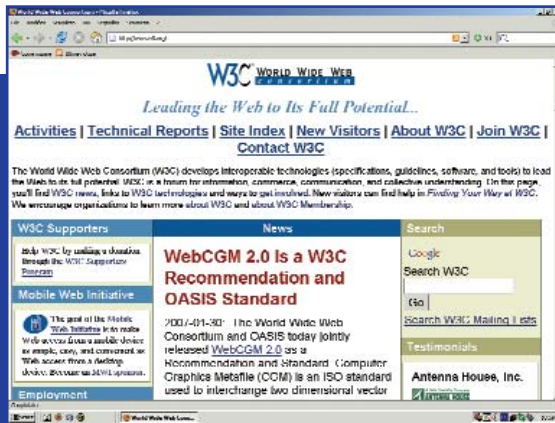 World Wide Web Consortium
W3C WORLD WIDE WEB
consortium
Leading the Web to Its Full Potential...
Activities | Technical Reports | Site Index | New Visitors | About W3C | Join W3C |
Contact W3C
The World Wide Web Consortium (W3C) develops interoperable technologies (specifications, guidelines, software, and tools) to lead
the Web to its full potential. W3C is a forum for information, commerce, communication, and collective understanding. On this page,
you'll find W3C news, links to W3C technologies and ways to get involved. New visitors can find help in Finding Your Way at W3C.
We encourage organizations to learn more about W3C and about W3C Membership.
W3C Supporters
Help W3C by making a donation
through the W3C Supporters
Program
Mobile Web Initiative
The goal of the Mobile
Web Initiative is to make
Web access from a mobile device
as simple, easy, and convenient as
Web access from a desktop
device. Become an MWI sponsor.
Employment
News
WebCGM 2.0 Is a W3C
Recommendation and
OASIS Standard
2007-01-30: The World Wide Web
Consortium and OASIS today jointly
released WebCGM 2.0 as a
Recommendation and Standard. Computer
Graphics Metafile (CGM) is an ISO standard
used to interchange two dimensional vector
Search
Google
Search W3C
Go
Search W3C Mailing Lists
Testimonials
Antenna House, Inc.
World Wide Web Cons...